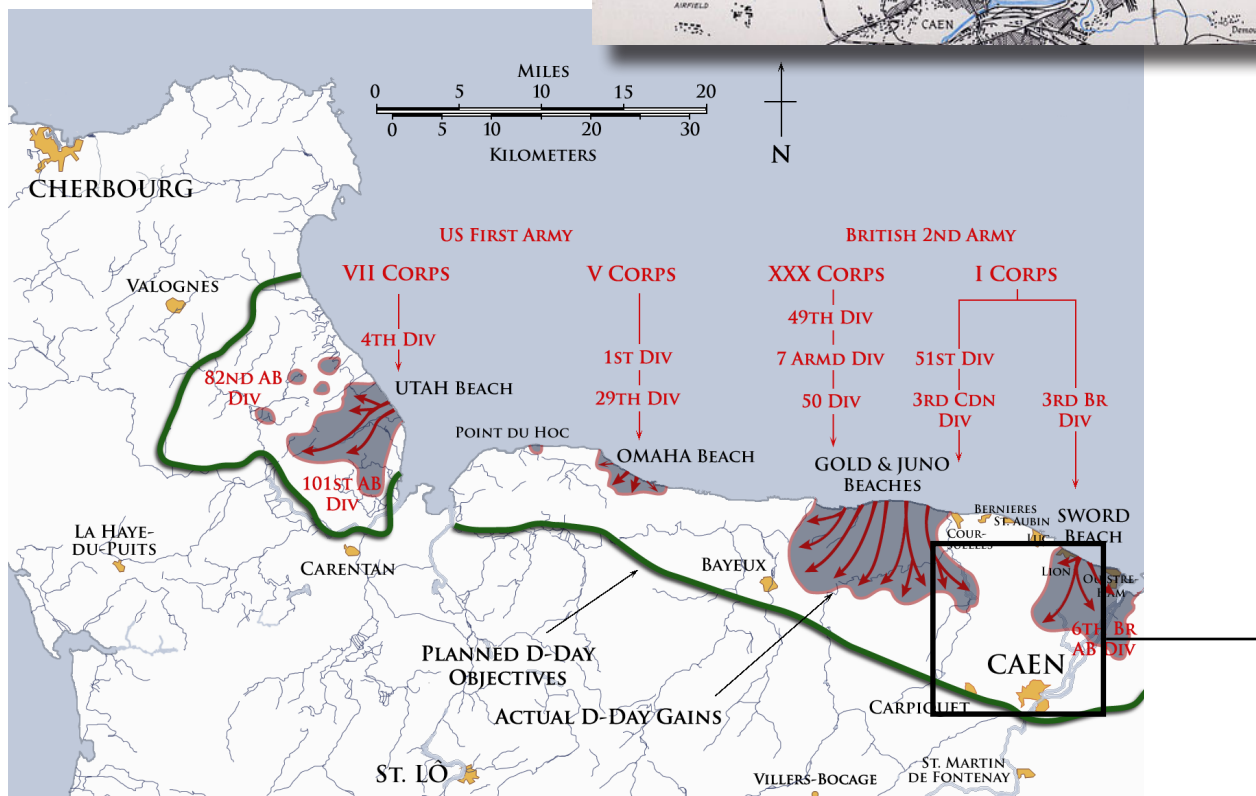 AIRFIELD
CAEN
MILES
0 5 10 15 20
0 5 10 20 30
KILOMETERS
N
CHERBOURG
US FIRST ARMY
BRITISH 2ND ARMY
VII CORPS
V CORPS
XXX CORPS
I CORPS
VALOGNES
4TH DIV
49TH DIV
1ST DIV
7 ARMD DIV
51ST DIV
82ND AB
DIV
UTAH BEACH
29TH DIV
50 DIV
3RD CDN
DIV
3RD BR
DIV
POINT DU HOC
OMAHA BEACH
GOLD & JUNO
BEACHES
101ST AB
DIV
BERNIERES
ST. AUBIN
LUC
SWORD
BEACH
COUR-
SUELLES
LION
OUISTRE-
HAM
LA HAYE-
DU-PUITS
CARENTAN
BAYEUX
6TH BR
AB DIV
PLANNED D-DAY
OBJECTIVES
CAEN
ACTUAL D-DAY GAINS
CARPIQUET
ST. LÔ
VILLERS-BOCAGE
ST. MARTIN
DE FONTENAY